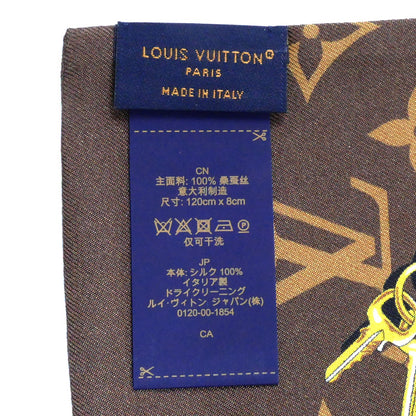 LOUIS VUITTON®
PARIS
MADE IN ITALY
CN
主面料: 100% 桑蚕丝
意大利制造
尺寸: 120cm x 8cm
仅可干洗
JP
本体: シルク 100%
イタリア製
ドライクリーニング
ルイ・ヴィトン ジャパン(株)
0120-00-1854
CA